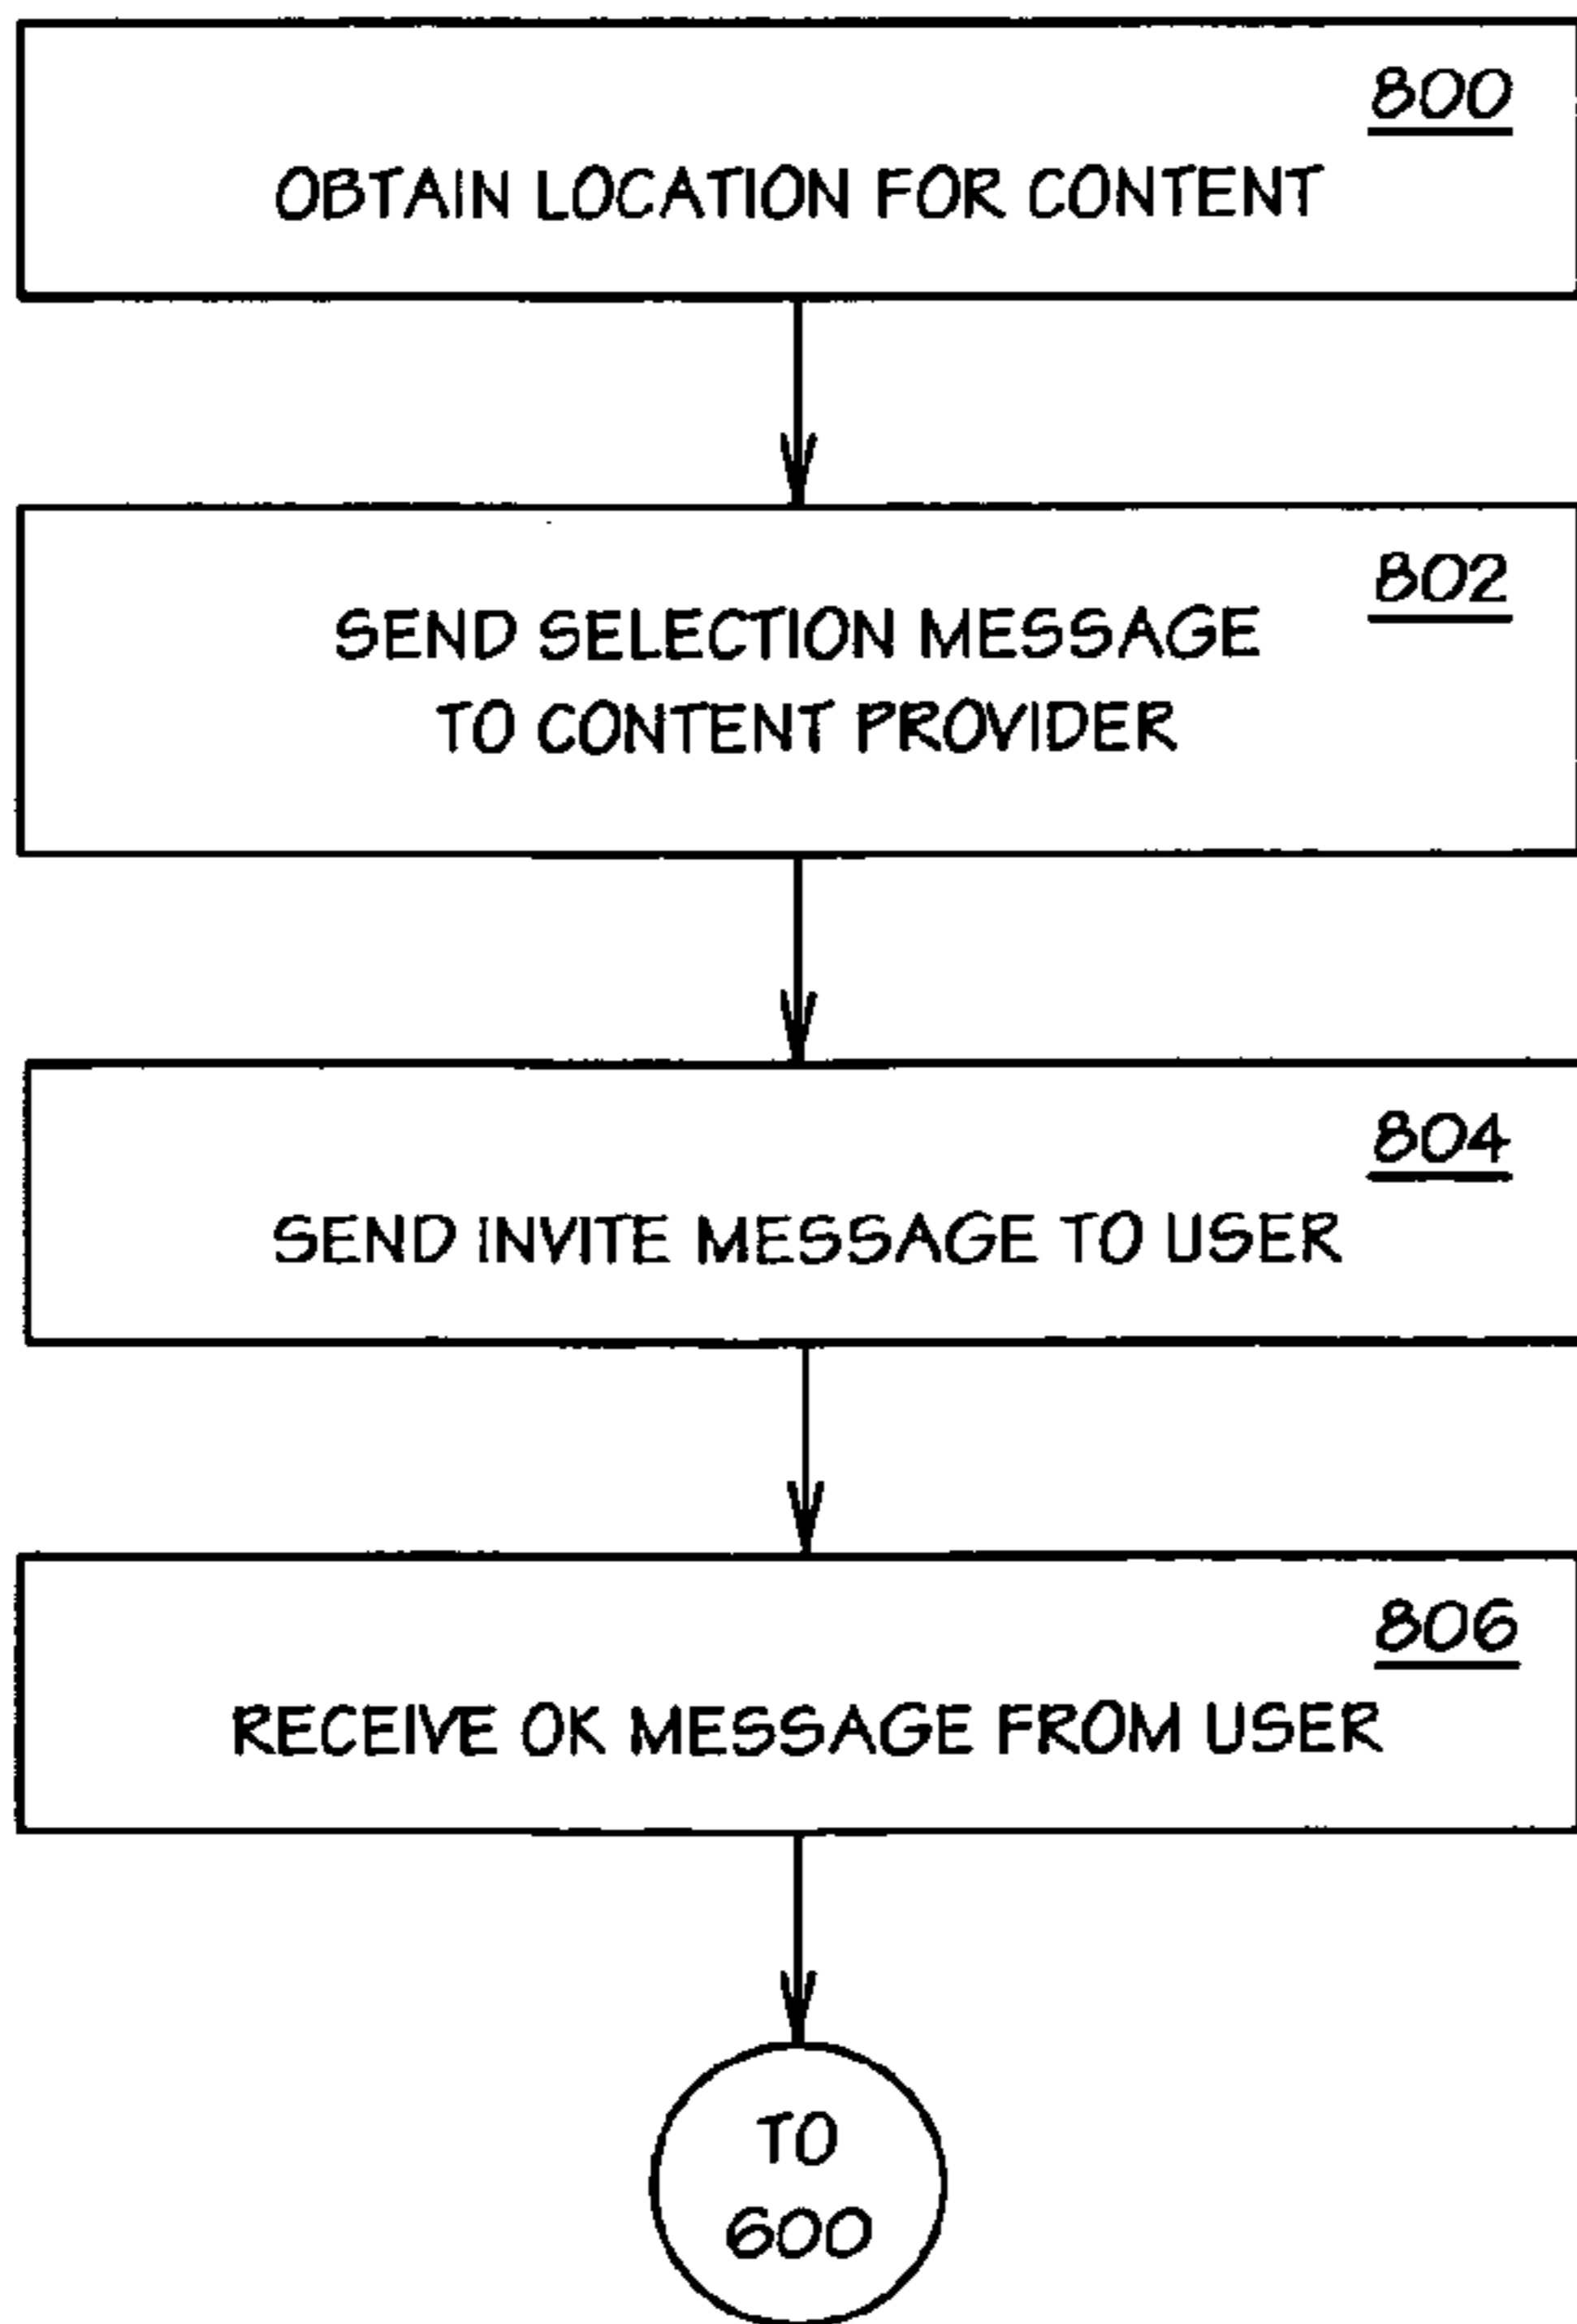 800
OBTAIN LOCATION FOR CONTENT
802
SEND SELECTION MESSAGE
TO CONTENT PROVIDER
804
SEND INVITE MESSAGE TO USER
806
RECEIVE OK MESSAGE FROM USER
TO
600